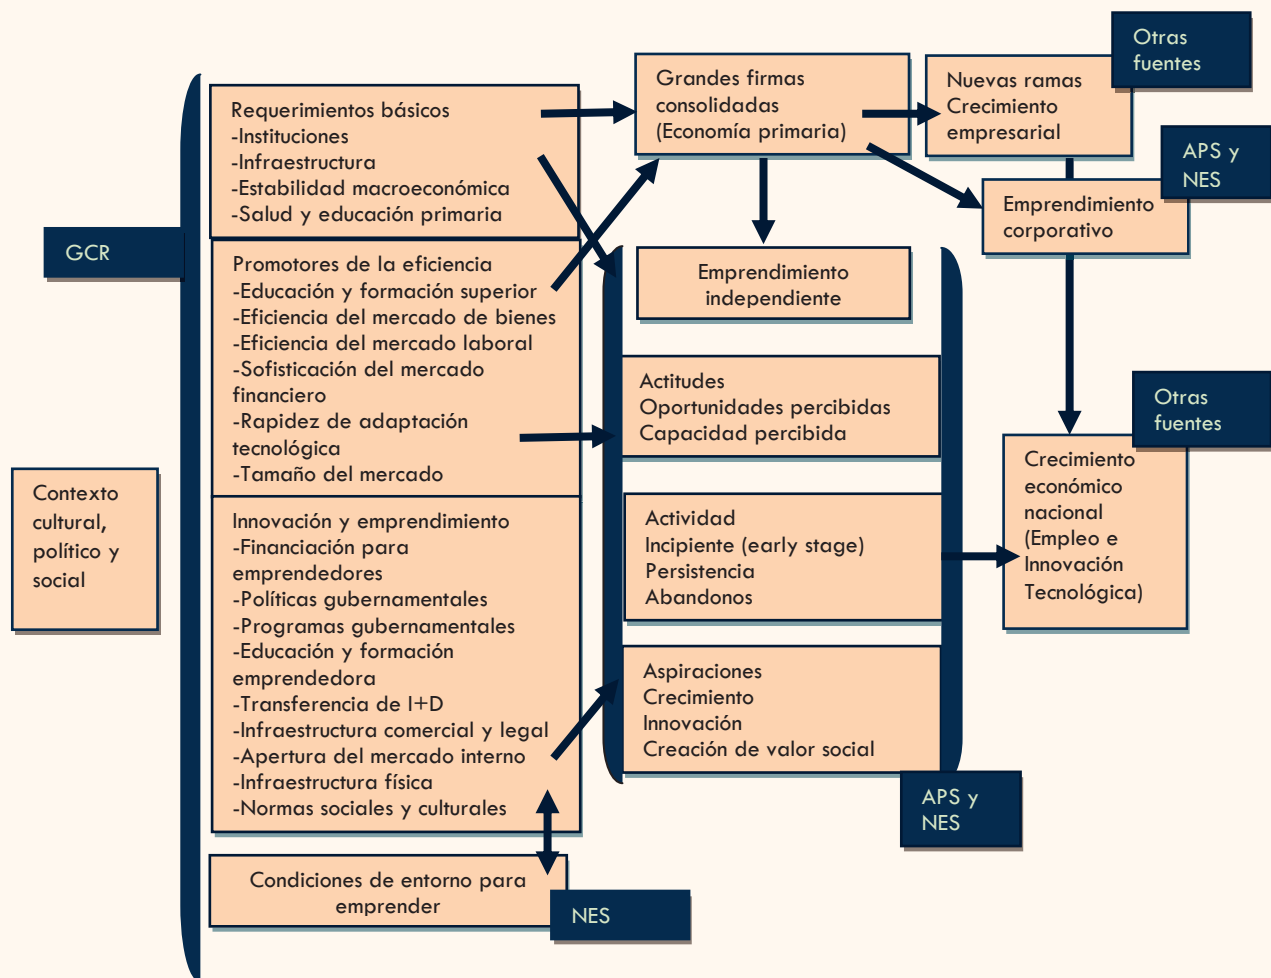 Otras
fuentes
Grandes firmas
consolidadas
(Economía primaria)
Nuevas ramas
Crecimiento
empresarial
Requerimientos básicos
-Instituciones
-Infraestructura
-Estabilidad macroeconómica
-Salud y educación primaria
APS y
NES
Emprendimiento
corporativo
GCR
Promotores de la eficiencia
-Educación y formación superior
-Eficiencia del mercado de bienes
-Eficiencia del mercado laboral
-Sofisticación del mercado
financiero
-Rapidez de adaptación
tecnológica
-Tamaño del mercado
Emprendimiento
independiente
Actitudes
Oportunidades percibidas
Capacidad percibida
Otras
fuentes
Crecimiento
económico
nacional
(Empleo e
Innovación
Tecnológica)
Contexto
cultural,
político y
social
Innovación y emprendimiento
-Financiación para
emprendedores
-Políticas gubernamentales
-Programas gubernamentales
-Educación y formación
emprendedora
-Transferencia de I+D
-Infraestructura comercial y legal
-Apertura del mercado interno
-Infraestructura física
-Normas sociales y culturales
Actividad
Incipiente (early stage)
Persistencia
Abandonos
Aspiraciones
Crecimiento
Innovación
Creación de valor social
APS y
NES
Condiciones de entorno para
emprender
NES